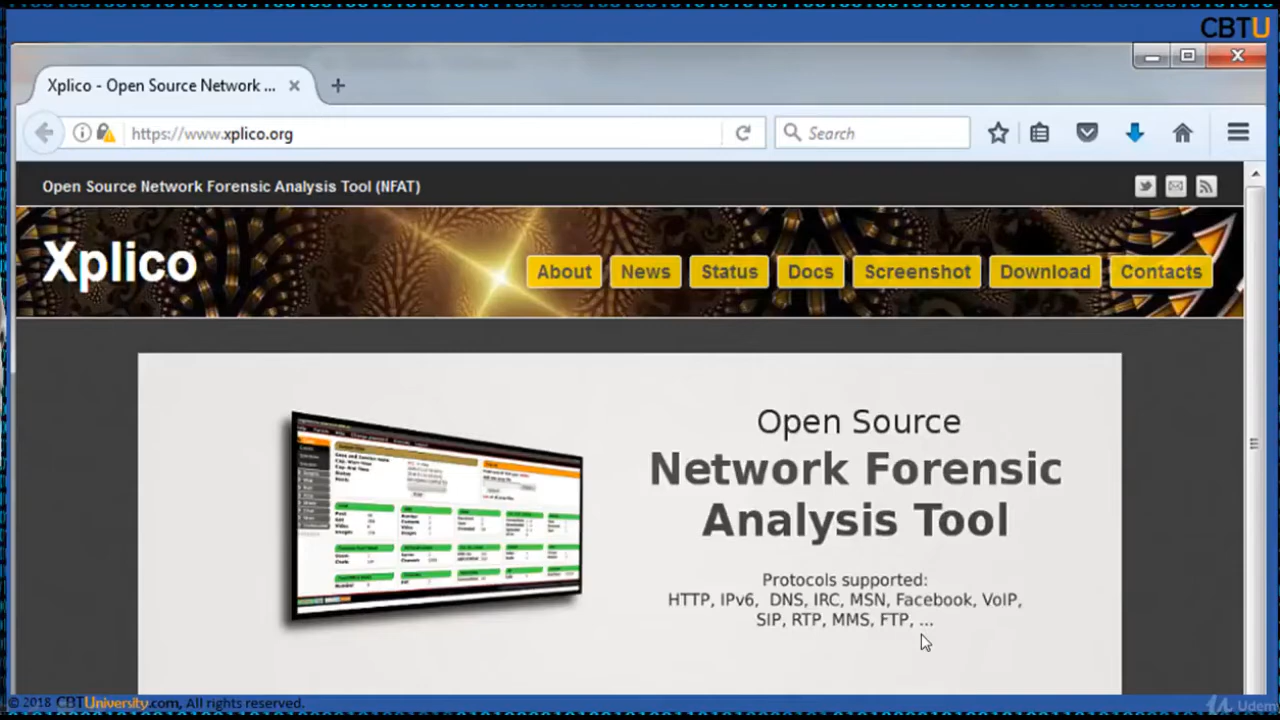 CBTU
Xplico - Open Source Network ...
https://www.xplico.org
Search
Open Source Network Forensic Analysis Tool (NFAT)
Xplico
About
News
Status
Docs
Screenshot
Download
Contacts
Open Source
Network Forensic
Analysis Tool
Protocols supported:
HTTP, IPv6, DNS, IRC, MSN, Facebook, VoIP,
SIP, RTP, MMS, FTP, ...
© 2018 CBTUniversity.com, All rights reserved.
Udemy